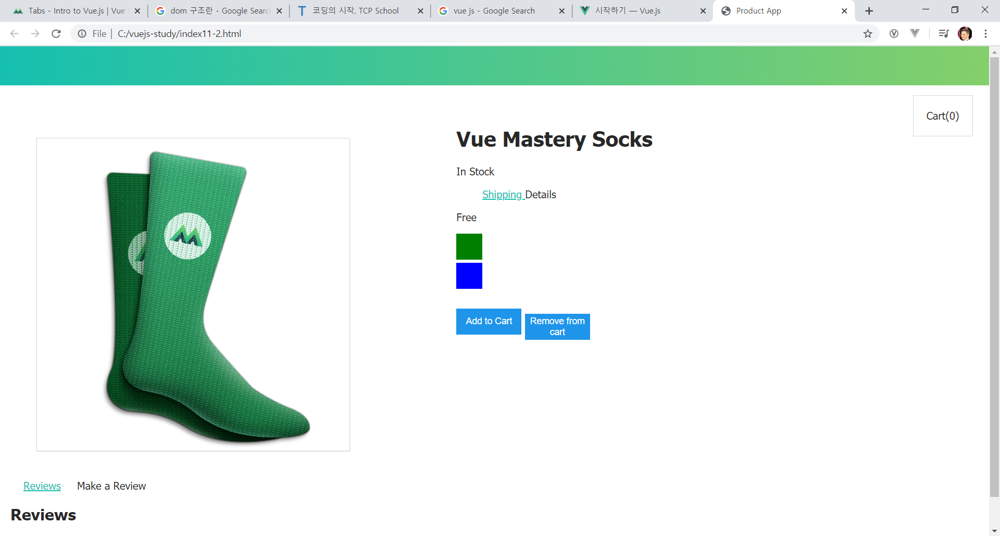 Tabs - Intro to Vue.js | Vue
dom 구조란 - Google Searc
코딩의 시작, TCP School
vue js - Google Search
시작하기 — Vue.js
Product App
File | C:/vuejs-study/index11-2.html
Cart(0)
Vue Mastery Socks
In Stock
Shipping Details
Free
Add to Cart
Remove from
cart
Reviews
Make a Review
Reviews